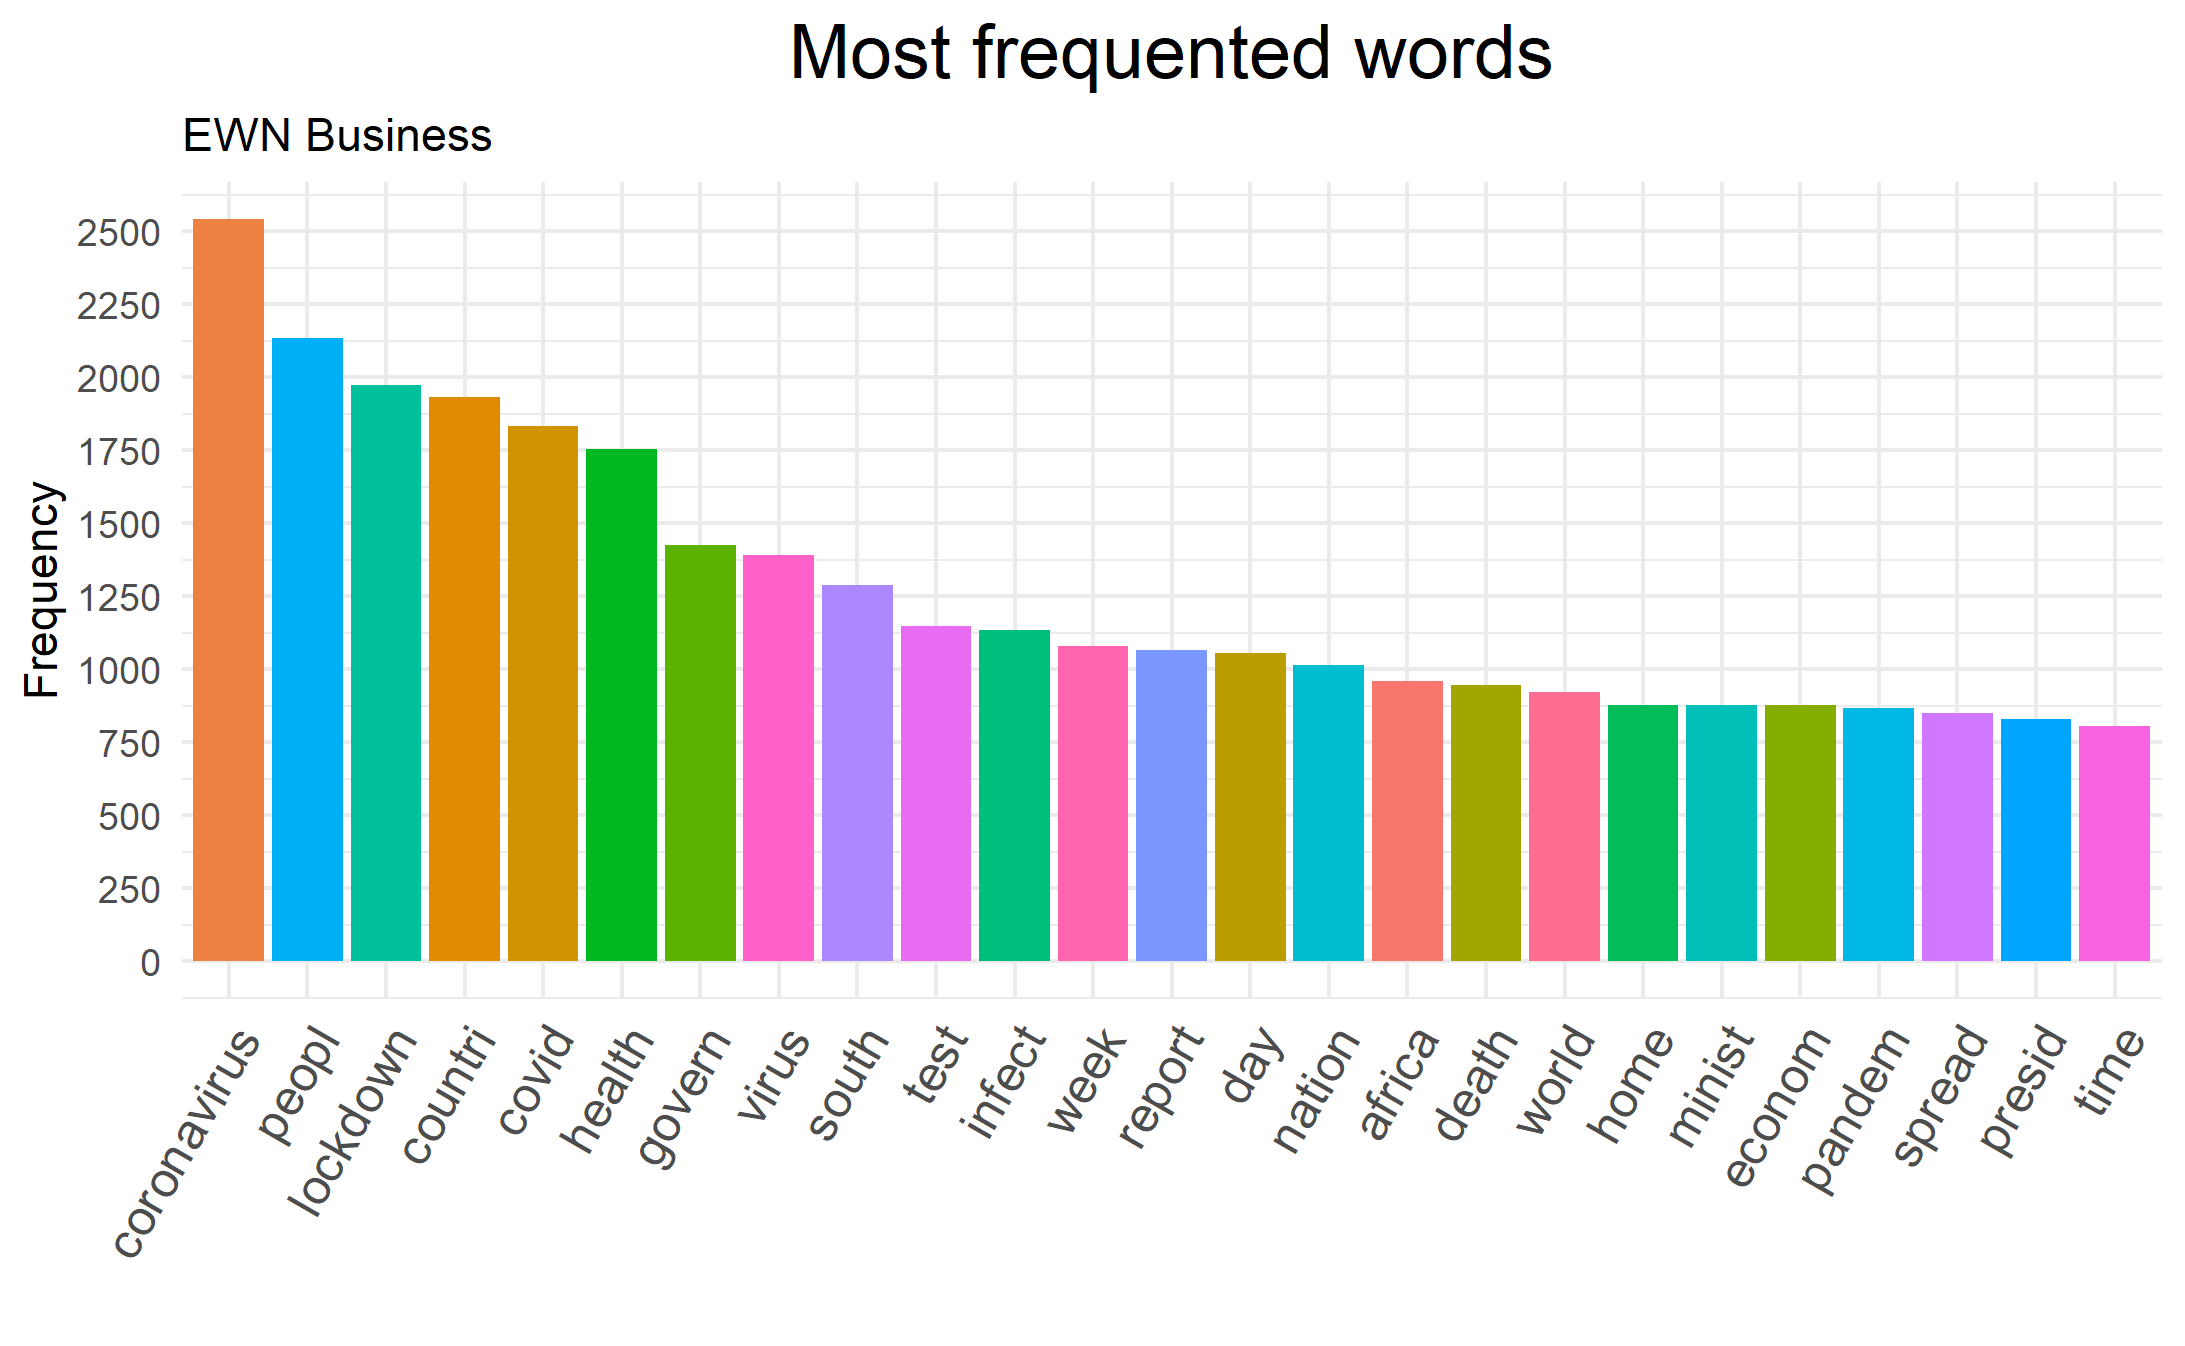 Most frequented words
EWN Business
Frequency
2500
2250
2000
1750
1500
1250
1000
750
500
250
0
coronavirus
peopl
lockdown
countri
covid
health
govern
virus
south
test
infect
week
report
day
nation
africa
death
world
home
minist
econom
pandem
spread
presid
time